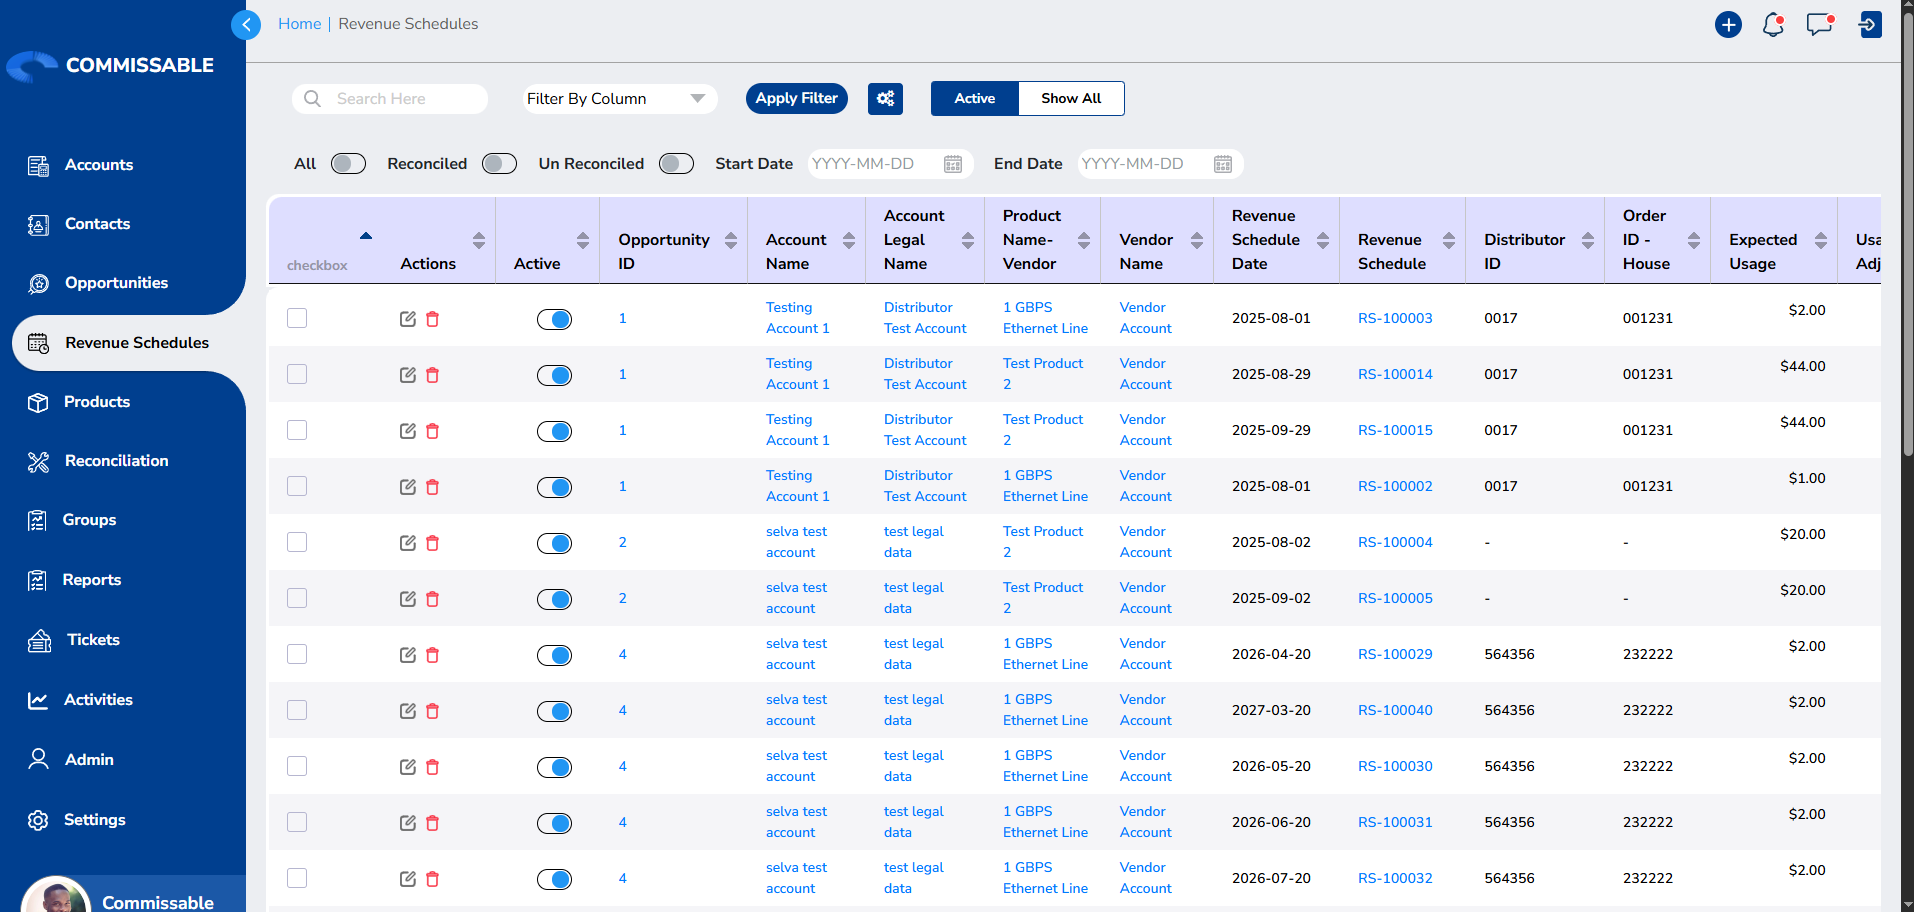 Home | Revenue Schedules
COMMISSABLE
Accounts
Contacts
Opportunities
Revenue Schedules
Products
Reconciliation
Groups
Reports
Tickets
Activities
Admin
Settings
Commissable
Search Here
Filter By Column
Apply Filter
Active
Show All
All
Reconciled
Un Reconciled
Start Date
YYYY-MM-DD
End Date
YYYY-MM-DD
checkbox
Actions
Active
Opportunity
ID
Account
Name
Account
Legal
Name
Product
Name-
Vendor
Vendor
Name
Revenue
Schedule
Date
Revenue
Schedule
Distributor
ID
Order
ID -
House
Expected
Usage
Usa
Adj
1 Testing Account 1 Distributor Test Account 1 GBPS Ethernet Line Vendor Account 2025-08-01 RS-100003 0017 001231 $2.00
1 Testing Account 1 Distributor Test Account Test Product 2 Vendor Account 2025-08-29 RS-100014 0017 001231 $44.00
1 Testing Account 1 Distributor Test Account Test Product 2 Vendor Account 2025-09-29 RS-100015 0017 001231 $44.00
1 Testing Account 1 Distributor Test Account 1 GBPS Ethernet Line Vendor Account 2025-08-01 RS-100002 0017 001231 $1.00
2 selva test account test legal data Test Product 2 Vendor Account 2025-08-02 RS-100004 - - $20.00
2 selva test account test legal data Test Product 2 Vendor Account 2025-09-02 RS-100005 - - $20.00
4 selva test account test legal data 1 GBPS Ethernet Line Vendor Account 2026-04-20 RS-100029 564356 232222 $2.00
4 selva test account test legal data 1 GBPS Ethernet Line Vendor Account 2027-03-20 RS-100040 564356 232222 $2.00
4 selva test account test legal data 1 GBPS Ethernet Line Vendor Account 2026-05-20 RS-100030 564356 232222 $2.00
4 selva test account test legal data 1 GBPS Ethernet Line Vendor Account 2026-06-20 RS-100031 564356 232222 $2.00
4 selva test account test legal data 1 GBPS Ethernet Line Vendor Account 2026-07-20 RS-100032 564356 232222 $2.00